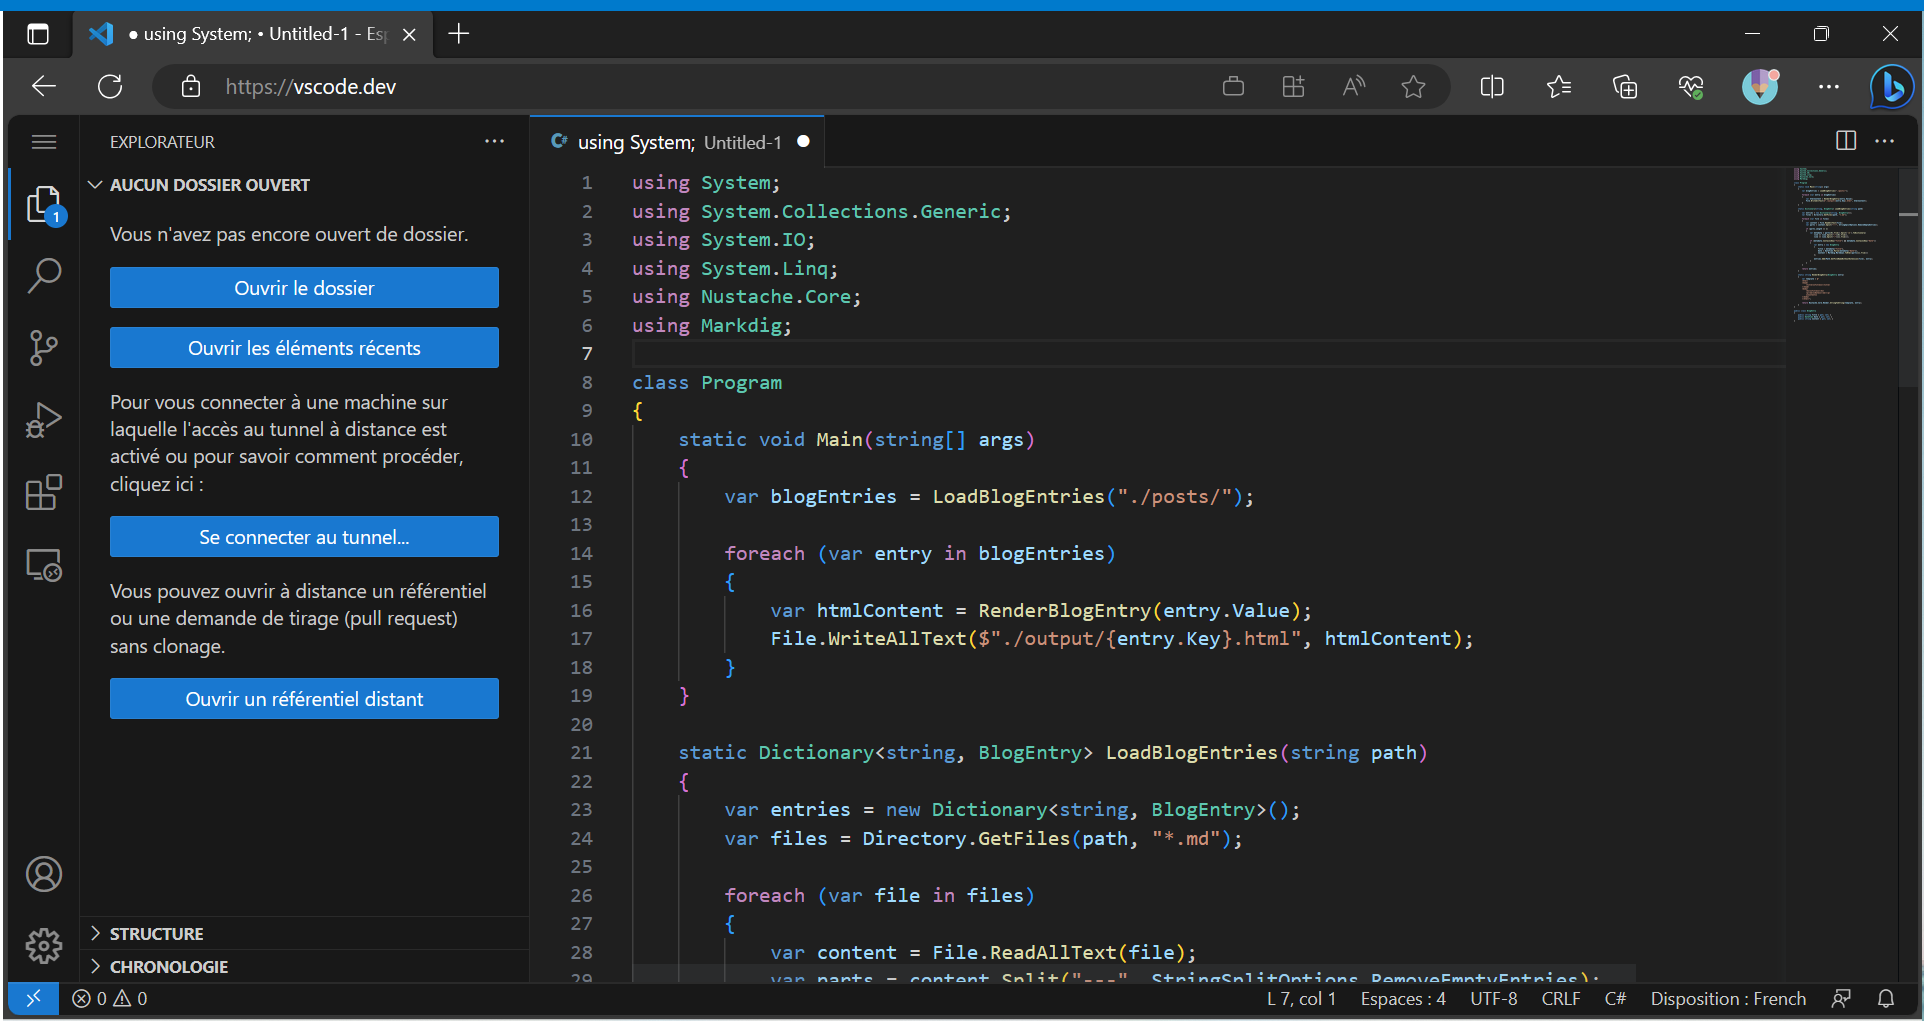 ● using System; • Untitled-1 - Esp
https://vscode.dev
EXPLORATEUR
AUCUN DOSSIER OUVERT
Vous n'avez pas encore ouvert de dossier.
Ouvrir le dossier
Ouvrir les éléments récents
Pour vous connecter à une machine sur
laquelle l'accès au tunnel à distance est
activé ou pour savoir comment procéder,
cliquez ici :
Se connecter au tunnel...
Vous pouvez ouvrir à distance un référentiel
ou une demande de tirage (pull request)
sans clonage.
Ouvrir un référentiel distant
STRUCTURE
CHRONOLOGIE
1
C# using System; Untitled-1 ●
1 using System;
2 using System.Collections.Generic;
3 using System.IO;
4 using System.Linq;
5 using Nustache.Core;
6 using Markdig;
7
8 class Program
9 {
10 static void Main(string[] args)
11 {
12 var blogEntries = LoadBlogEntries("./posts/");
13
14 foreach (var entry in blogEntries)
15 {
16 var htmlContent = RenderBlogEntry(entry.Value);
17 File.WriteAllText($"./output/{entry.Key}.html", htmlContent);
18 }
19 }
20
21 static Dictionary<string, BlogEntry> LoadBlogEntries(string path)
22 {
23 var entries = new Dictionary<string, BlogEntry>();
24 var files = Directory.GetFiles(path, "*.md");
25
26 foreach (var file in files)
27 {
28 var content = File.ReadAllText(file);
29 var parts = content.Split("---", StringSplitOptions.RemoveEmptyEntries);
0 0
L 7, col 1 Espaces : 4 UTF-8 CRLF C# Disposition : French